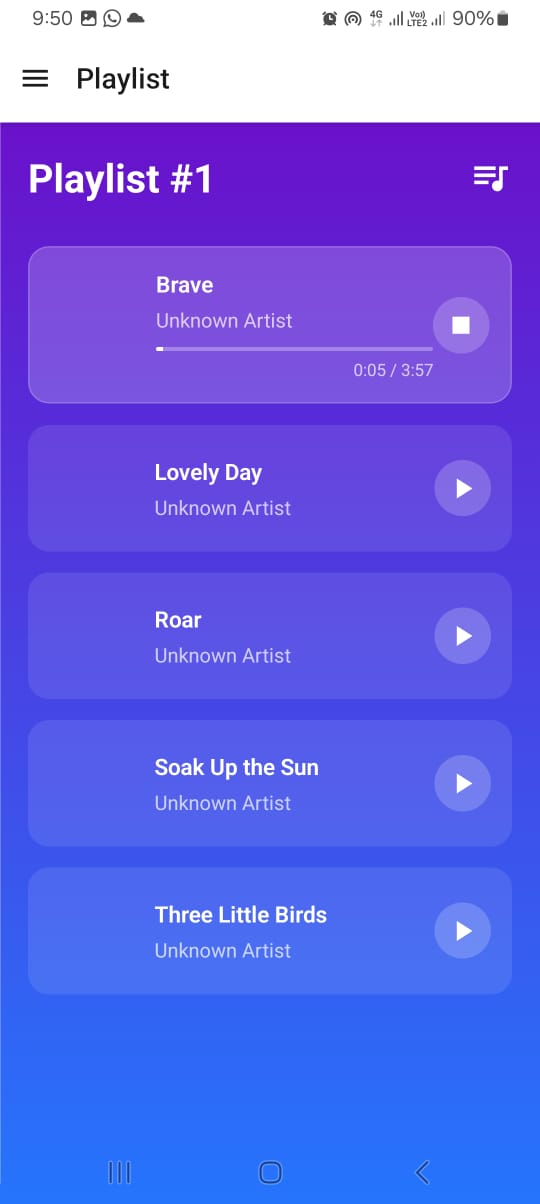 9:50
4G Vo)) LTE2 90%
Playlist
Playlist #1
Brave
Unknown Artist
0:05 / 3:57
Lovely Day
Unknown Artist
Roar
Unknown Artist
Soak Up the Sun
Unknown Artist
Three Little Birds
Unknown Artist